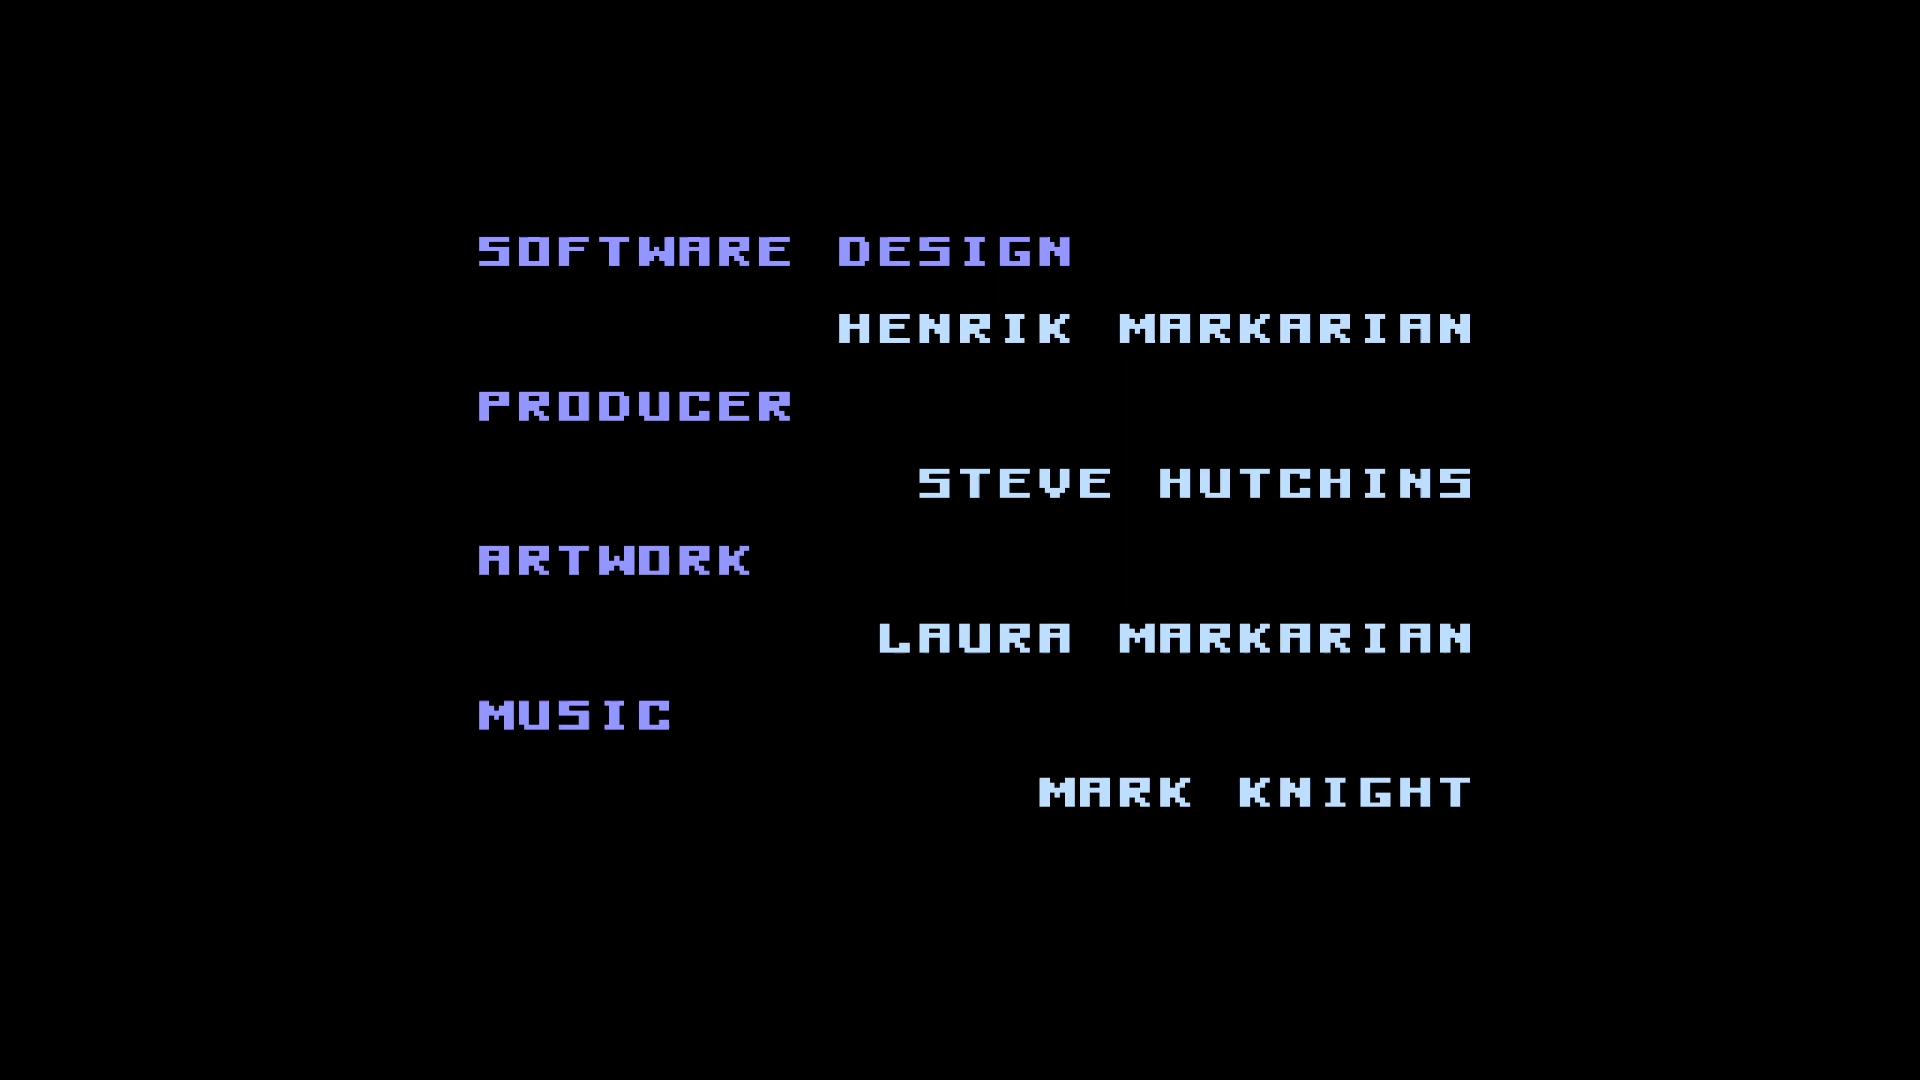 SOFTWARE DESIGN
HENRIK MARKARIAN
PRODUCER
STEVE HUTCHINS
ARTWORK
LAURA MARKARIAN
MUSIC
MARK KNIGHT